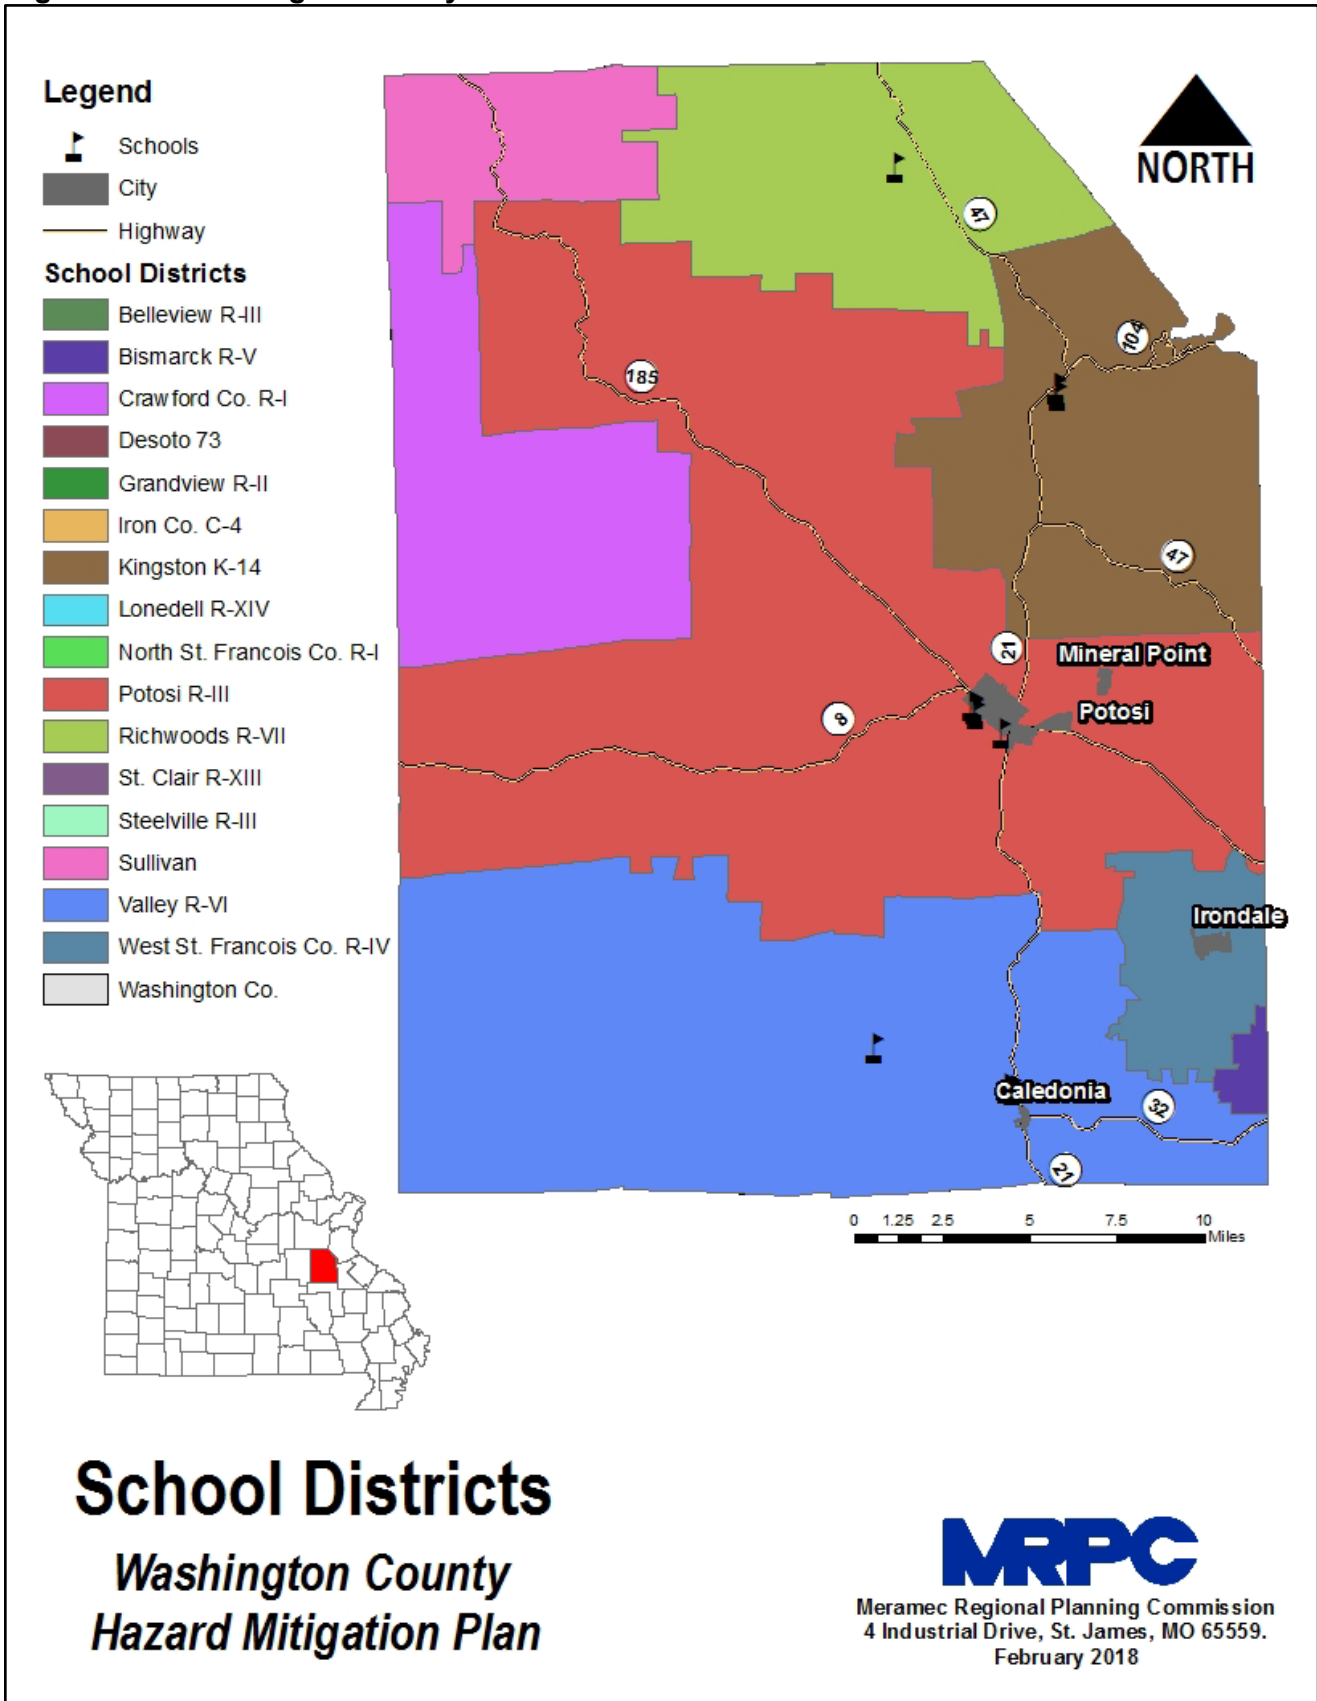 Legend
Schools
City
Highway
School Districts
Belleview R-III
Bismarck R-V
Crawford Co. R-I
Desoto 73
Grandview R-II
Iron Co. C-4
Kingston K-14
Lonedell R-XIV
North St. Francois Co. R-I
Potosi R-III
Richwoods R-VII
St. Clair R-XIII
Steelville R-III
Sullivan
Valley R-VI
West St. Francois Co. R-IV
Washington Co.
NORTH
47
104
185
47
21
Mineral Point
8
Potosi
Irondale
Caledonia
32
21
0 1.25 2.5 5 7.5 10
Miles
School Districts
Washington County
Hazard Mitigation Plan
MRPC
Meramec Regional Planning Commission
4 Industrial Drive, St. James, MO 65559.
February 2018